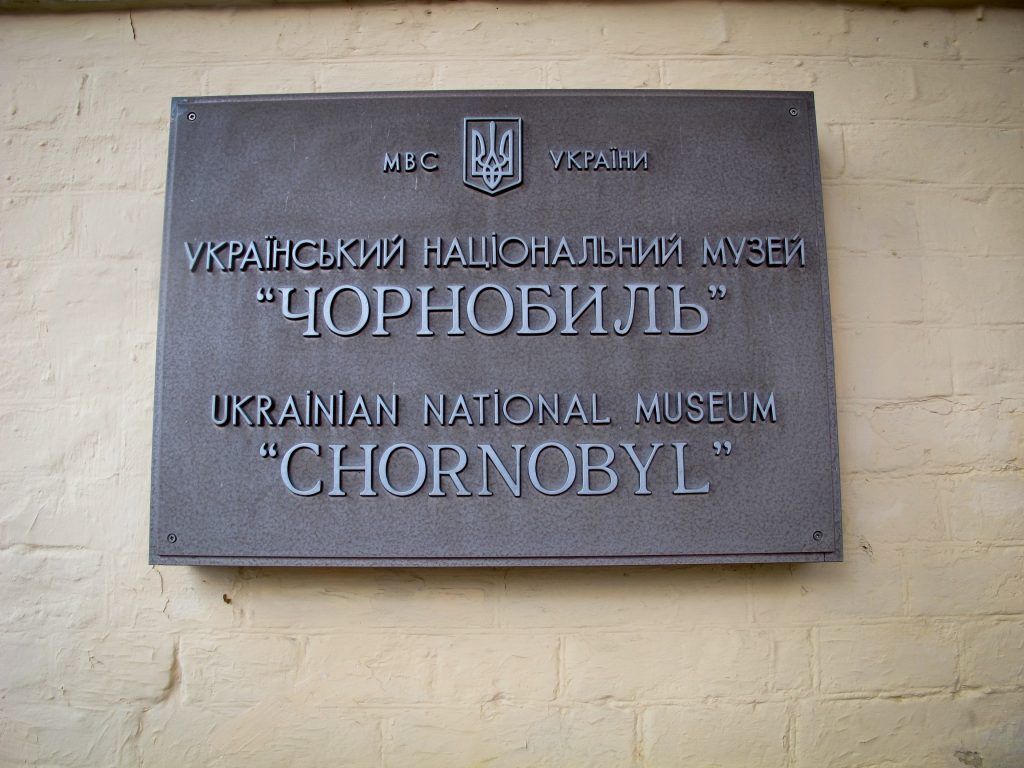 МВС УКРАЇНИ
УКРАЇНСЬКИЙ НАЦІОНАЛЬНИЙ МУЗЕЙ
“ЧОРНОБИЛЬ”
UKRAINIAN NATIONAL MUSEUM
“CHORNOBYL”